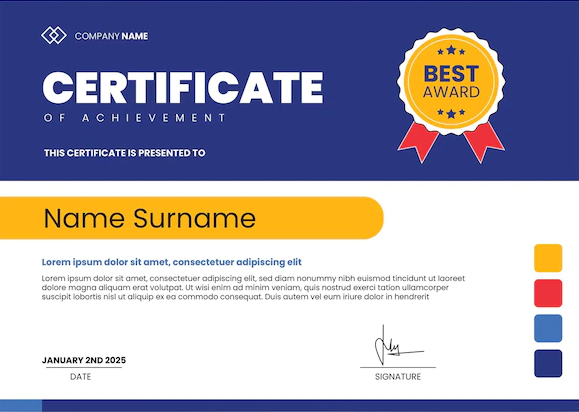 COMPANY NAME
CERTIFICATE
OF ACHIEVEMENT
THIS CERTIFICATE IS PRESENTED TO
BEST
AWARD
Name Surname
Lorem ipsum dolor sit amet, consectetuer adipiscing elit
Lorem ipsum dolor sit amet, consectetuer adipiscing elit, sed diam nonummy nibh euismod tincidunt ut laoreet
dolore magna aliquam erat volutpat. Ut wisi enim ad minim veniam, quis nostrud exerci tation ullamcorper
suscipit lobortis nisl ut aliquip ex ea commodo consequat. Duis autem vel eum iriure dolor in hendrerit
JANUARY 2ND 2025
DATE
SIGNATURE